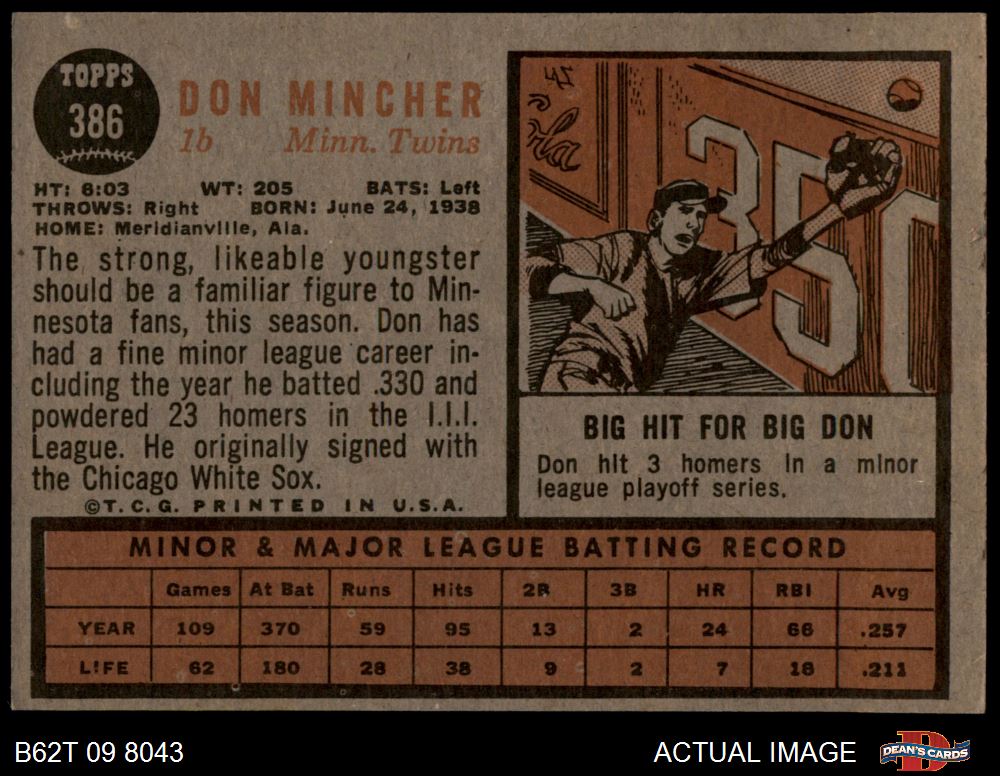 TOPPS
386
DON MINCHER
1b Minn. Twins
HT: 6:03 WT: 205 BATS: Left
THROWS: Right BORN: June 24, 1938
HOME: Meridianville, Ala.
The strong, likeable youngster
should be a familiar figure to Min-
nesota fans, this season. Don has
had a fine minor league career in-
cluding the year he batted .330 and
powdered 23 homers in the I.I.I.
League. He originally signed with
the Chicago White Sox.
©T.C.G. PRINTED IN U.S.A.
350
BIG HIT FOR BIG DON
Don hit 3 homers in a minor
league playoff series.
MINOR & MAJOR LEAGUE BATTING RECORD
Games At Bat Runs Hits 2B 3B HR RBI Avg
YEAR 109 370 59 95 13 2 24 66 .257
LIFE 62 180 28 38 9 2 7 18 .211
B62T 09 8043
ACTUAL IMAGE
DEAN'S CARDS